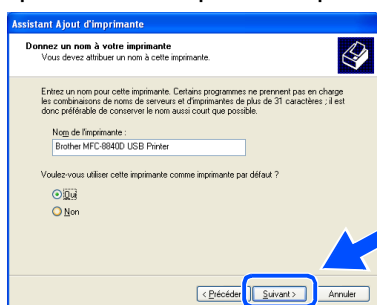 Assistant Ajout d'imprimante
Donnez un nom à votre imprimante
Vous devez attribuer un nom à cette imprimante.
Entrez un nom pour cette imprimante. Certains programmes ne prennent pas en charge
les combinaisons de noms de serveurs et d'imprimantes de plus de 31 caractères ; il est
donc préférable de conserver le nom aussi court que possible.
Nom de l'imprimante :
Brother MFC-8840D USB Printer
Voulez-vous utiliser cette imprimante comme imprimante par défaut ?
Oui
Non
< Précéden Suivant > Annuler